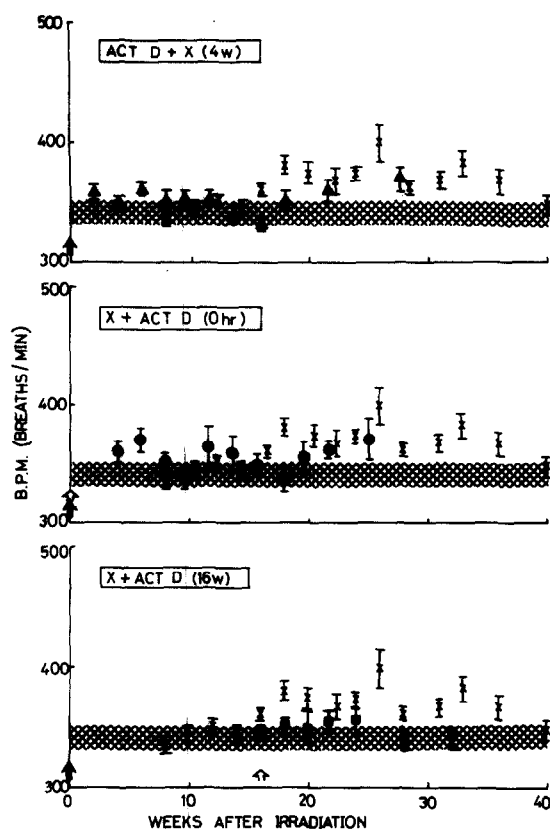 500
ACT D + X (4w)
400
300
500
X + ACT D (0hr)
400
300
500
X + ACT D (16w)
400
300
0 10 20 30 40
WEEKS AFTER IRRADIATION
B.P.M. (BREATHS/MIN)